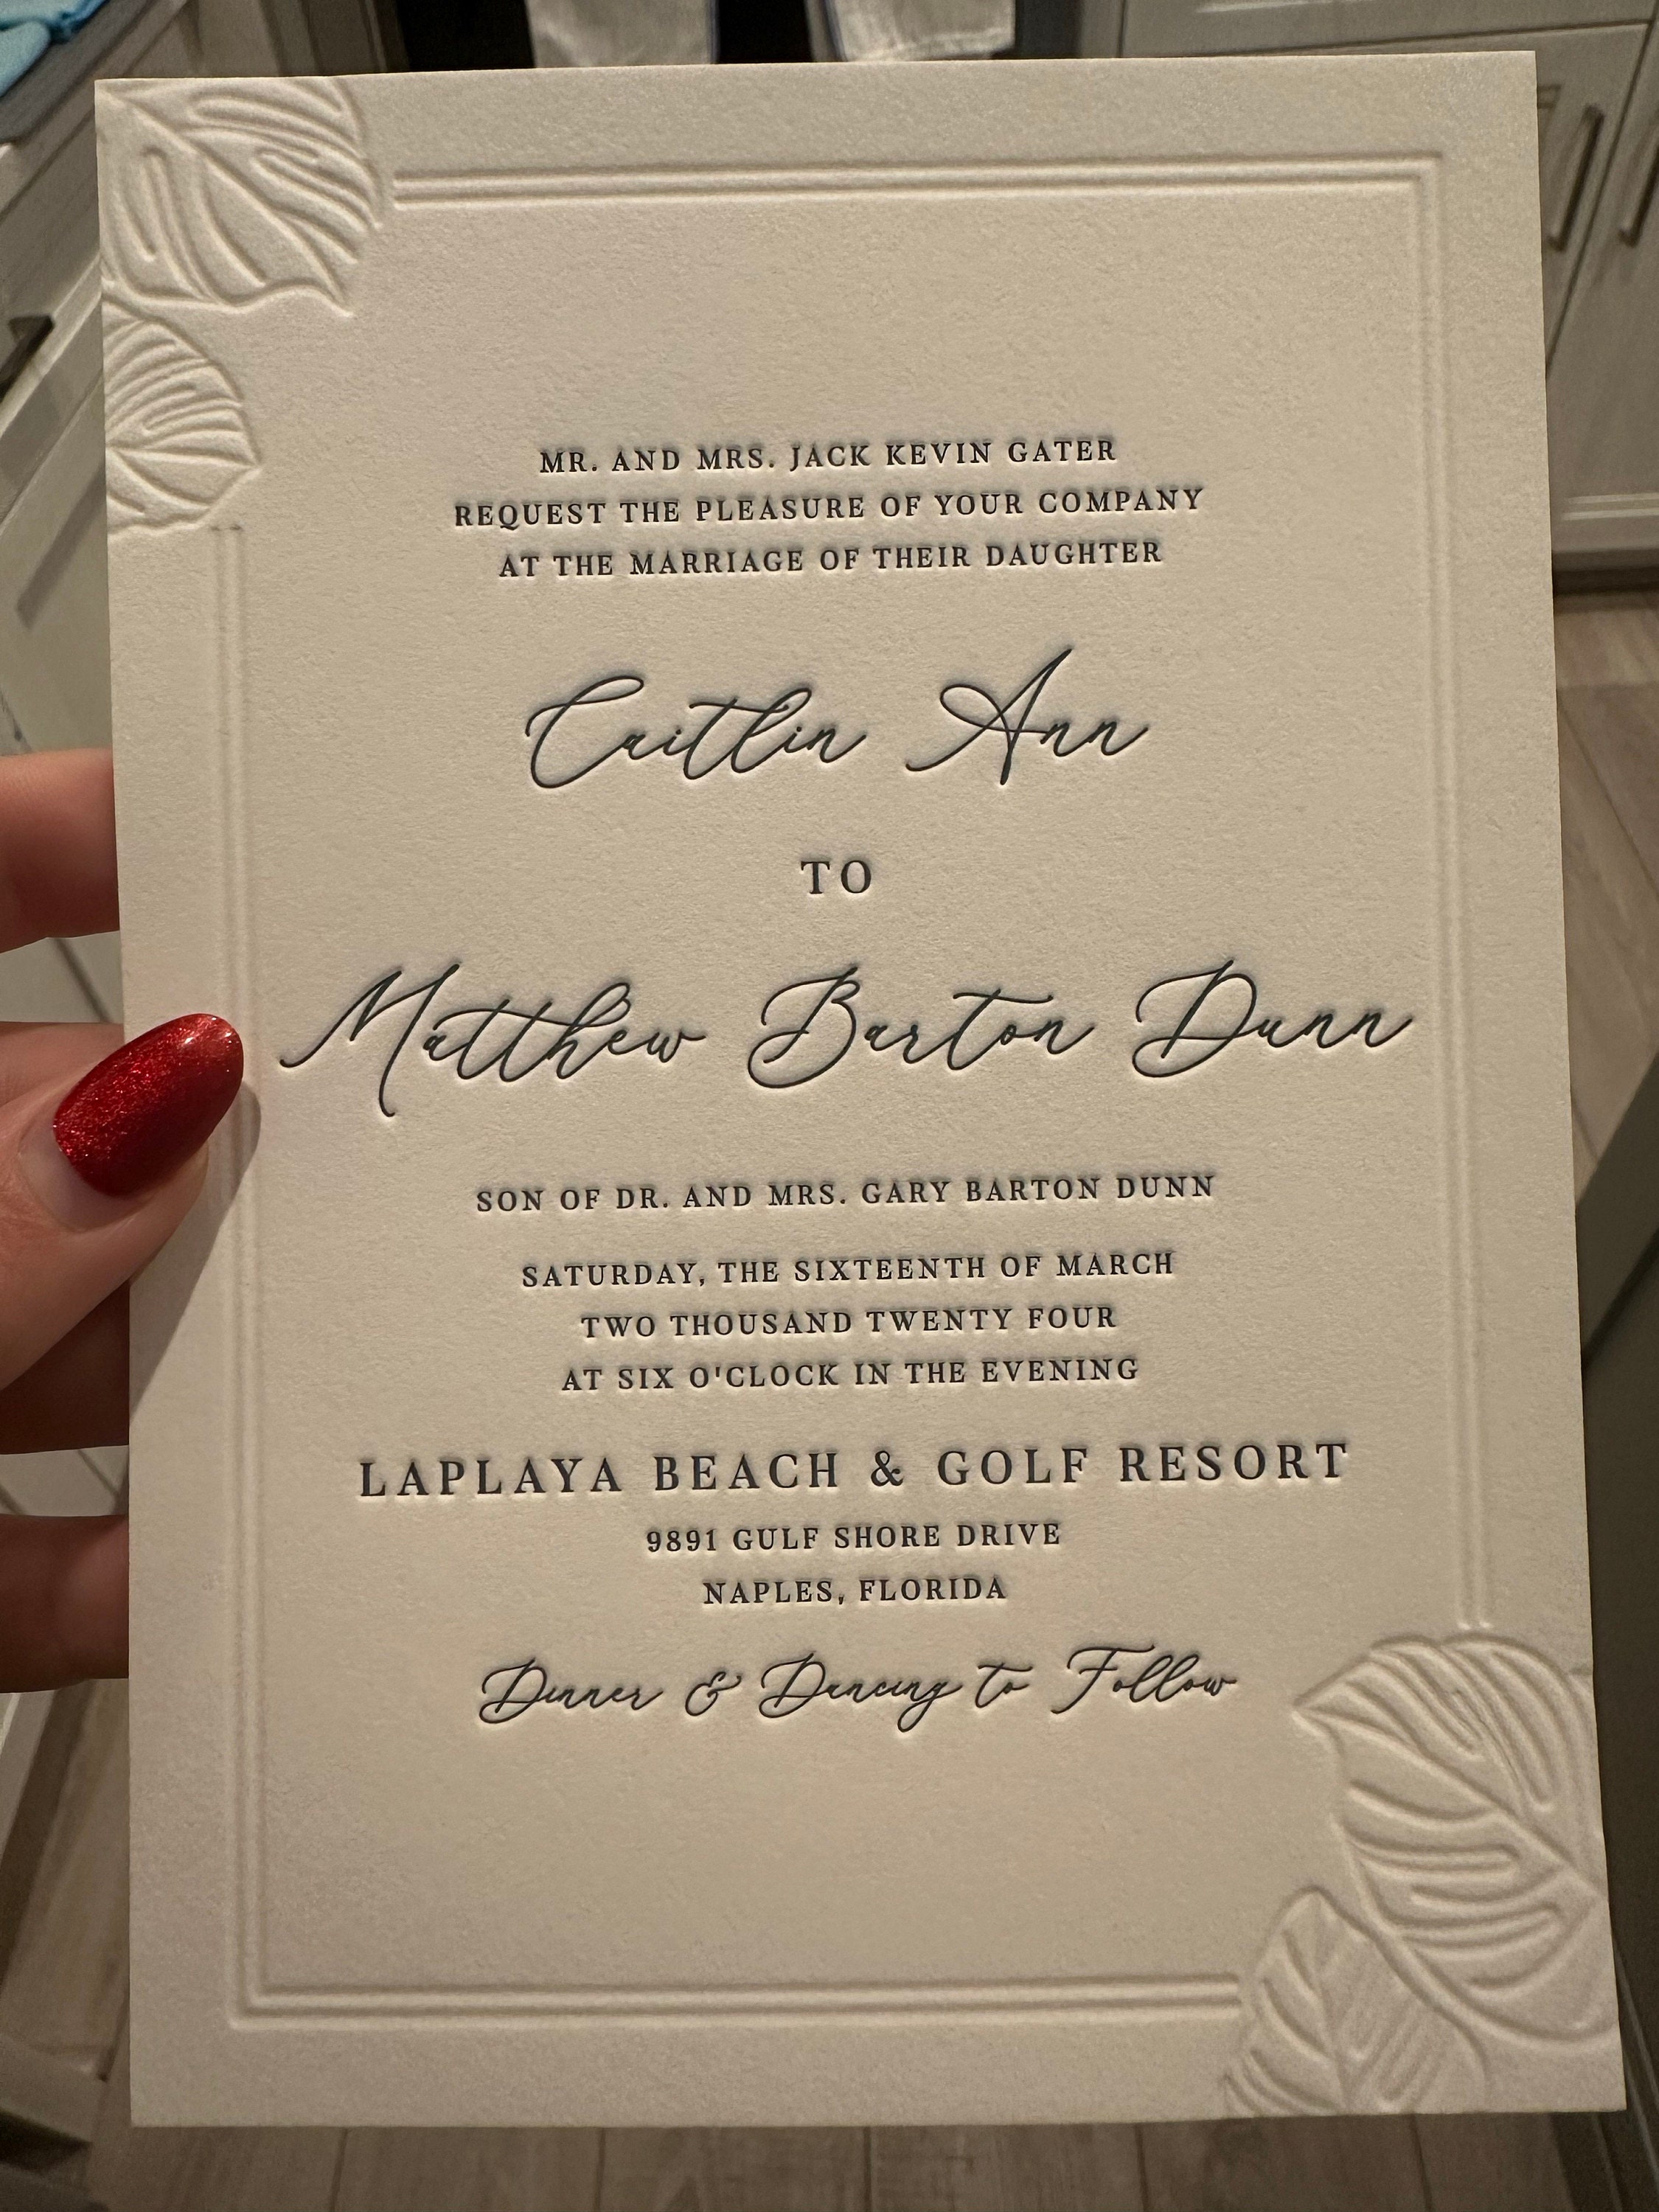 MR. AND MRS. JACK KEVIN GATER
REQUEST THE PLEASURE OF YOUR COMPANY
AT THE MARRIAGE OF THEIR DAUGHTER
Caitlin Ann
TO
Matthew Barton Dunn
SON OF DR. AND MRS. GARY BARTON DUNN
SATURDAY, THE SIXTEENTH OF MARCH
TWO THOUSAND TWENTY FOUR
AT SIX O'CLOCK IN THE EVENING
LAPLAYA BEACH & GOLF RESORT
9891 GULF SHORE DRIVE
NAPLES, FLORIDA
Dinner & Dancing to Follow